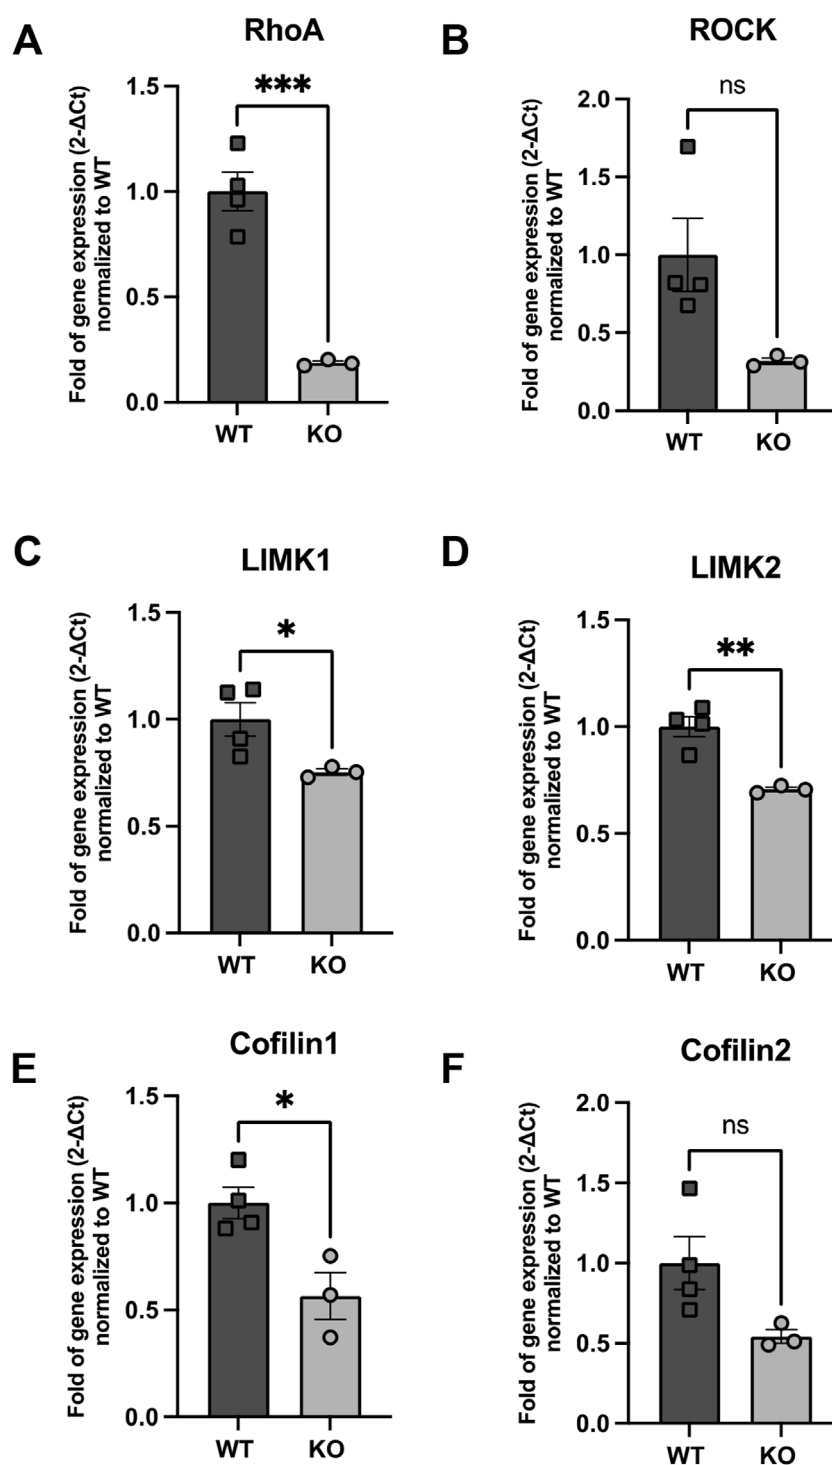 A
RhoA
Fold of gene expression (2-ΔCt)
normalized to WT
1.5
1.0
0.5
0.0
***
WT
KO
B
ROCK
Fold of gene expression (2-ΔCt)
normalized to WT
2.0
1.5
1.0
0.5
0.0
ns
WT
KO
C
LIMK1
Fold of gene expression (2-ΔCt)
normalized to WT
1.5
1.0
0.5
0.0
*
WT
KO
D
LIMK2
Fold of gene expression (2-ΔCt)
normalized to WT
1.5
1.0
0.5
0.0
**
WT
KO
E
Cofilin1
Fold of gene expression (2-ΔCt)
normalized to WT
1.5
1.0
0.5
0.0
*
WT
KO
F
Cofilin2
Fold of gene expression (2-ΔCt)
normalized to WT
2.0
1.5
1.0
0.5
0.0
ns
WT
KO